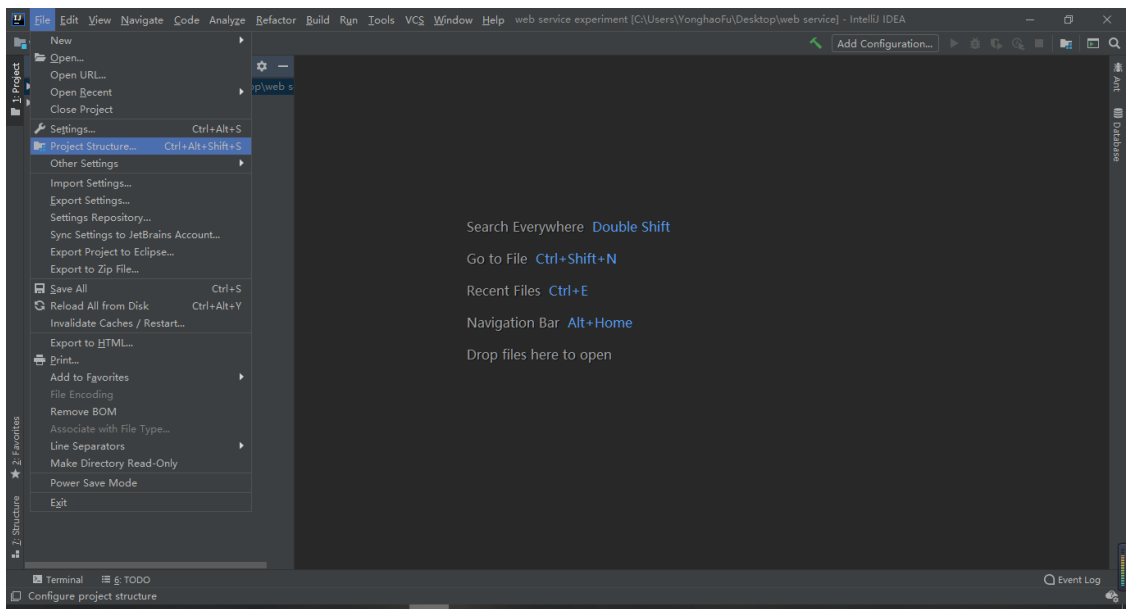 File Edit View Navigate Code Analyze Refactor Build Run Tools VCS Window Help web service experiment [C:\Users\YonghaoFu\Desktop\web service] - IntelliJ IDEA
Add Configuration...
New
Open...
Open URL...
Open Recent
Close Project
Settings... Ctrl+Alt+S
Project Structure... Ctrl+Alt+Shift+S
Other Settings
Import Settings...
Export Settings...
Settings Repository...
Sync Settings to JetBrains Account...
Export Project to Eclipse...
Export to Zip File...
Save All Ctrl+S
Reload All from Disk Ctrl+Alt+Y
Invalidate Caches / Restart...
Export to HTML...
Print...
Add to Favorites
File Encoding
Remove BOM
Associate with File Type...
Line Separators
Make Directory Read-Only
Power Save Mode
Exit
op\web s
1: Project
2: Favorites
7: Structure
Search Everywhere Double Shift
Go to File Ctrl+Shift+N
Recent Files Ctrl+E
Navigation Bar Alt+Home
Drop files here to open
Ant
Database
Terminal 6: TODO Event Log
Configure project structure